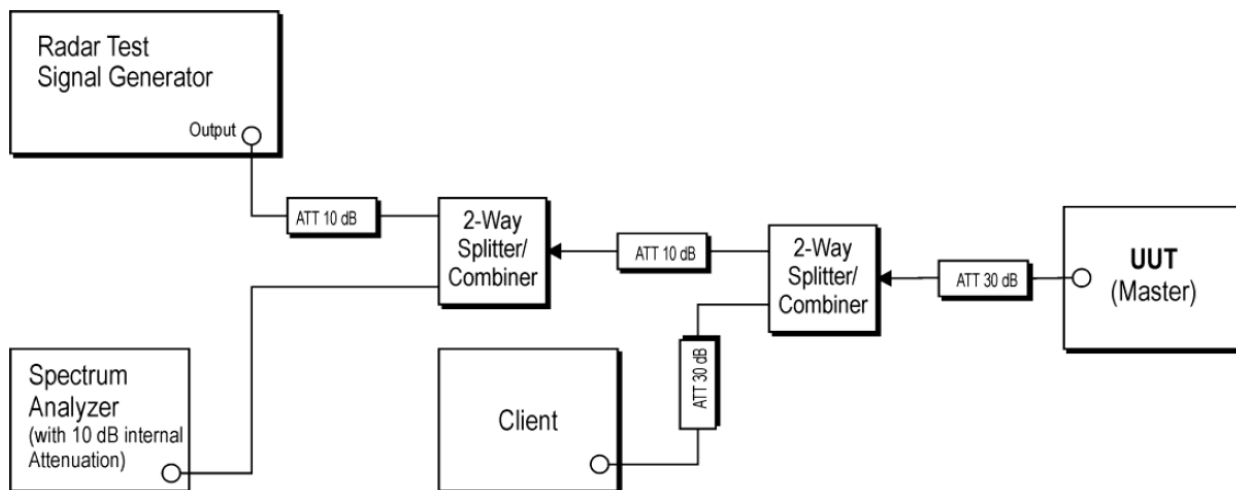 Radar Test
Signal Generator
Output
ATT 10 dB
2-Way
Splitter/
Combiner
ATT 10 dB
2-Way
Splitter/
Combiner
ATT 30 dB
UUT
(Master)
Spectrum
Analyzer
(with 10 dB internal
Attenuation)
Client
ATT 30 dB